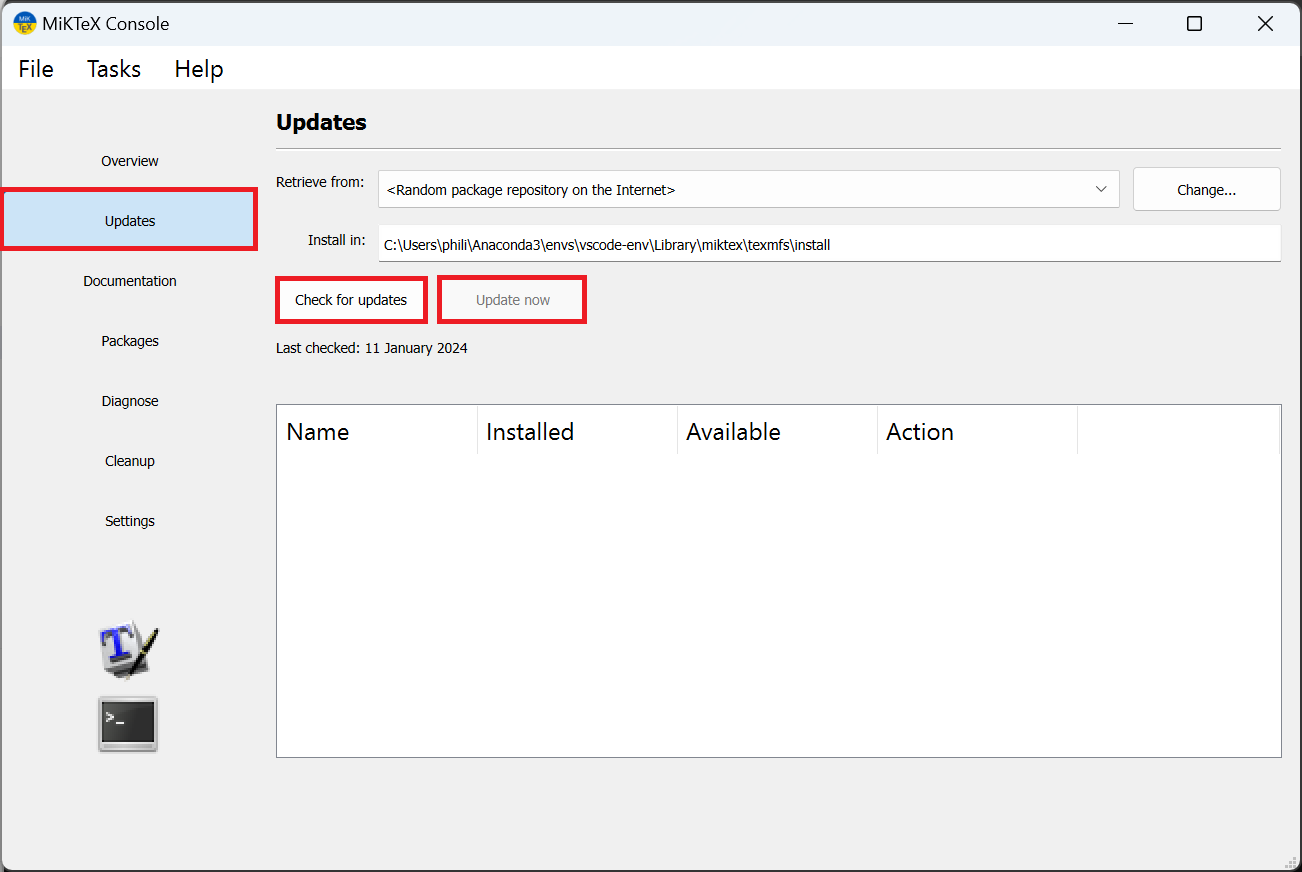 MiKTeX Console
File Tasks Help
Updates
Overview
Retrieve from: <Random package repository on the Internet> Change...
Updates
Install in: C:\Users\phili\Anaconda3\envs\vscode-env\Library\miktex\texmfs\install
Documentation
Check for updates Update now
Packages
Last checked: 11 January 2024
Diagnose
Name Installed Available Action
Cleanup
Settings